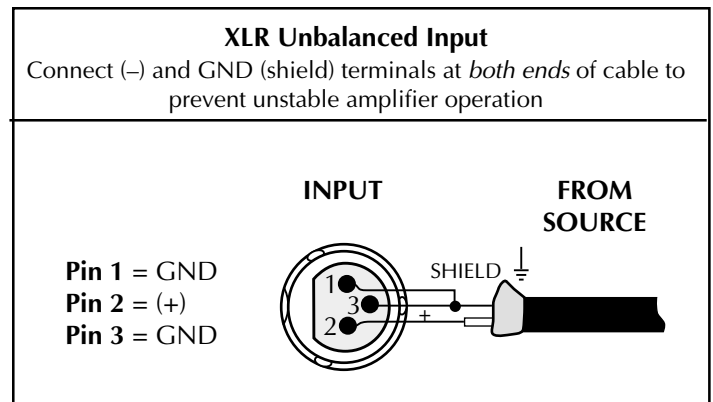 XLR Unbalanced Input
Connect (–) and GND (shield) terminals at both ends of cable to
prevent unstable amplifier operation
INPUT
FROM
SOURCE
Pin 1 = GND
Pin 2 = (+)
Pin 3 = GND
SHIELD
1
3
2
+